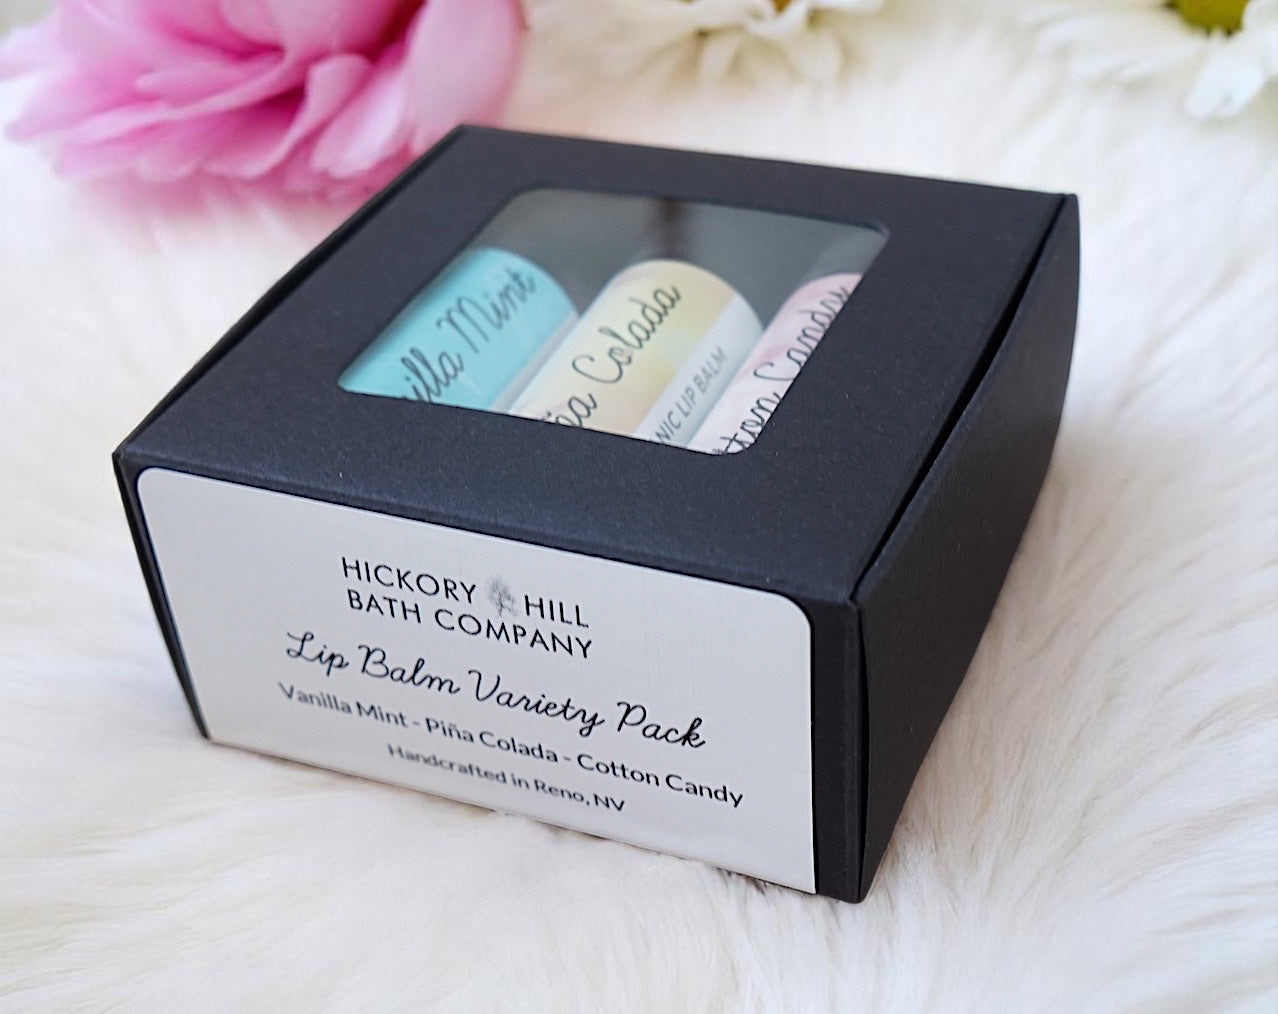 illa Mint
Colada
NIC LIP BALM
Candy
HICKORY HILL
BATH COMPANY
Lip Balm Variety Pack
Vanilla Mint - Piña Colada - Cotton Candy
Handcrafted in Reno, NV